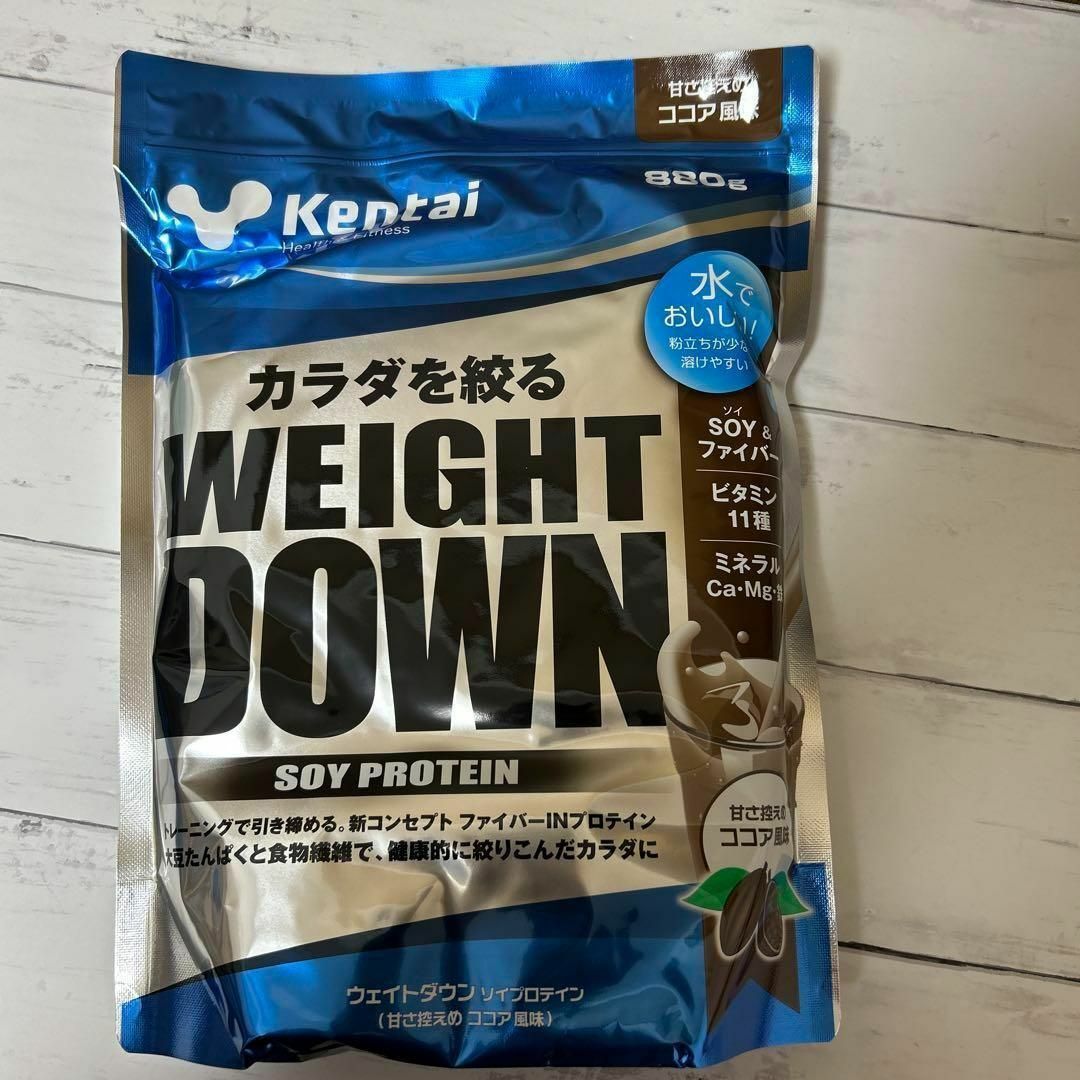 甘さ控えめ
ココア風味
Kentai
Health & Fitness
880g
水で
おいしい!
粉立ちが少な
溶けやすい
カラダを絞る
WEIGHT
DOWN
ソイ
SOY &
ファイバー
ビタミン
11種
ミネラル
Ca・Mg・鉄
SOY PROTEIN
トレーニングで引き締める。新コンセプト ファイバーINプロテイン
大豆たんぱくと食物繊維で、健康的に絞りこんだカラダに
甘さ控えめ
ココア風味
ウェイトダウン ソイプロテイン
(甘さ控えめ ココア風味)